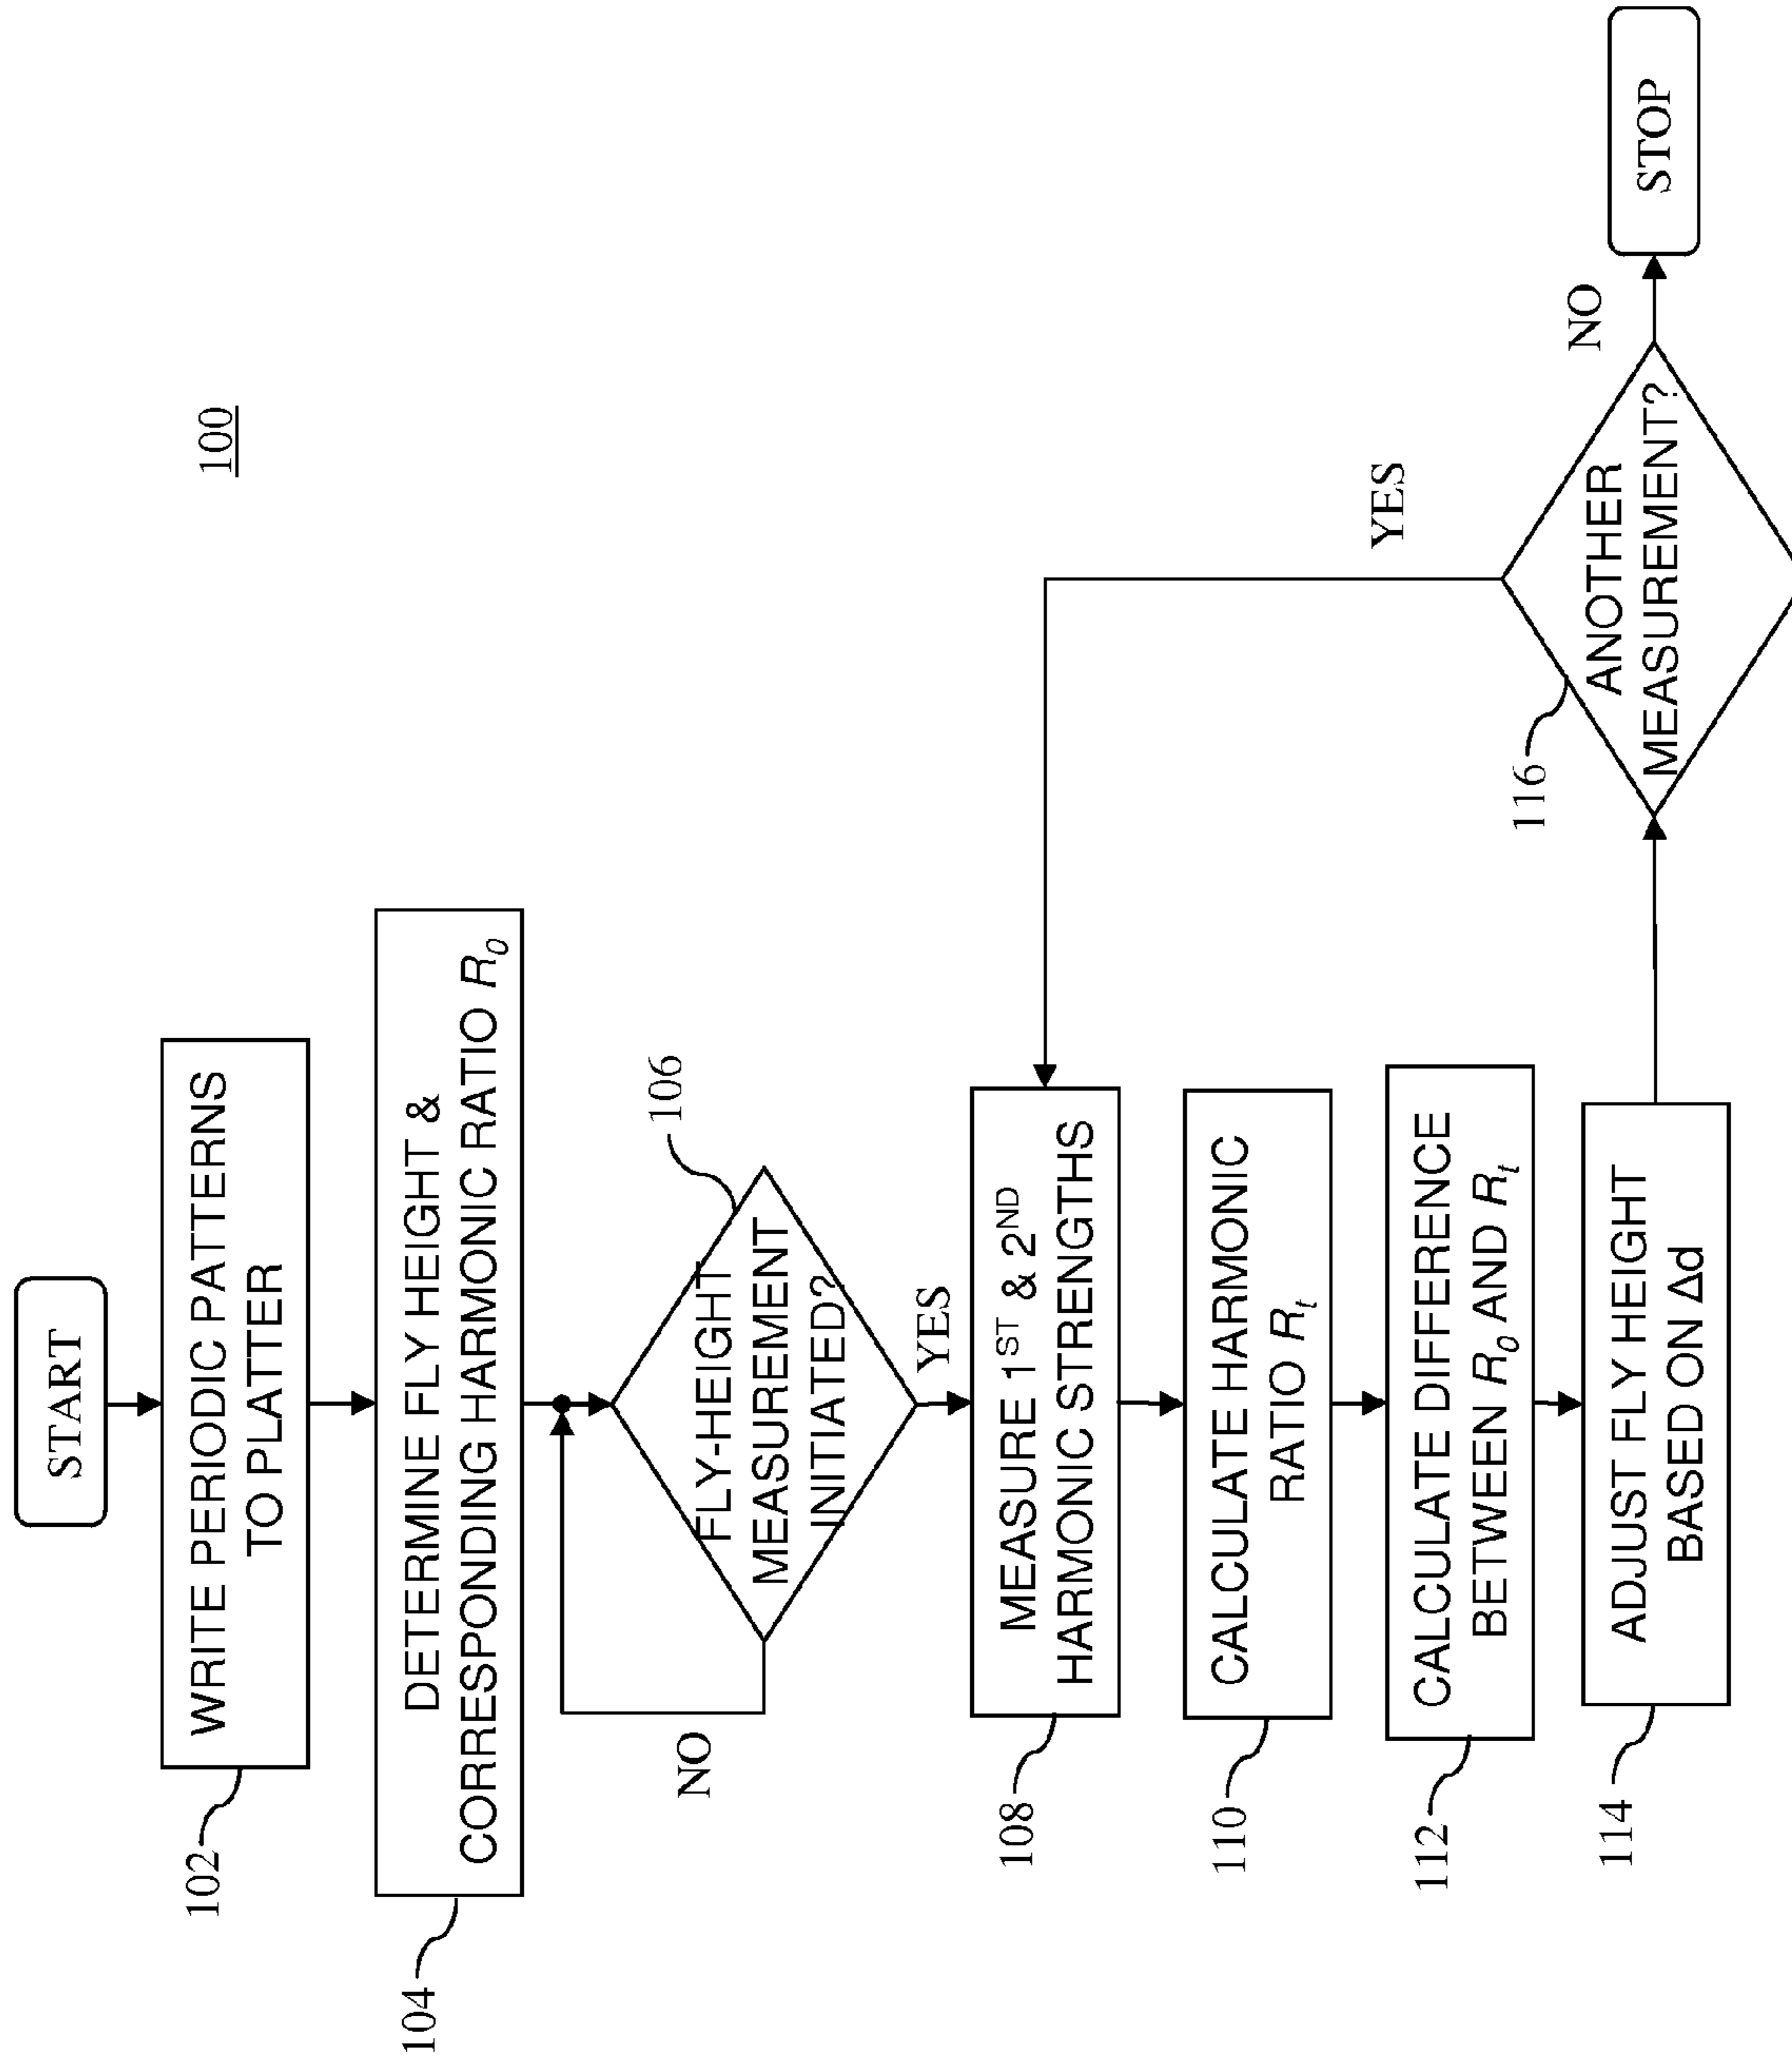 100
START
WRITE PERIODIC PATTERNS
TO PLATTER
102
DETERMINE FLY HEIGHT &
CORRESPONDING HARMONIC RATIO R0
104
FLY-HEIGHT
MEASUREMENT
INITIATED?
106
NO
YES
MEASURE 1ST & 2ND
HARMONIC STRENGTHS
108
CALCULATE HARMONIC
RATIO Rt
110
CALCULATE DIFFERENCE
BETWEEN R0 AND Rt
112
ADJUST FLY HEIGHT
BASED ON Δd
114
ANOTHER
MEASUREMENT?
116
YES
NO
STOP